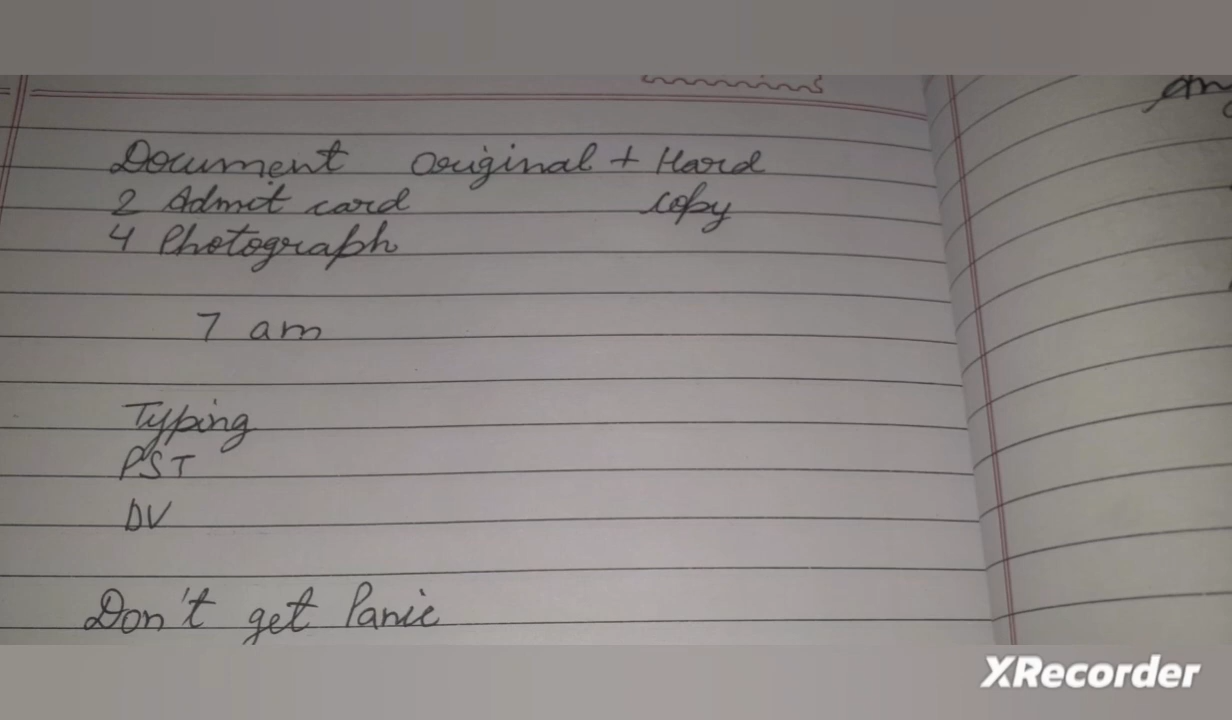 Document Original + Hard
2 Admit card copy
4 Photograph
7 am
Typing
PST
DV
Don't get Panic
XRecorder